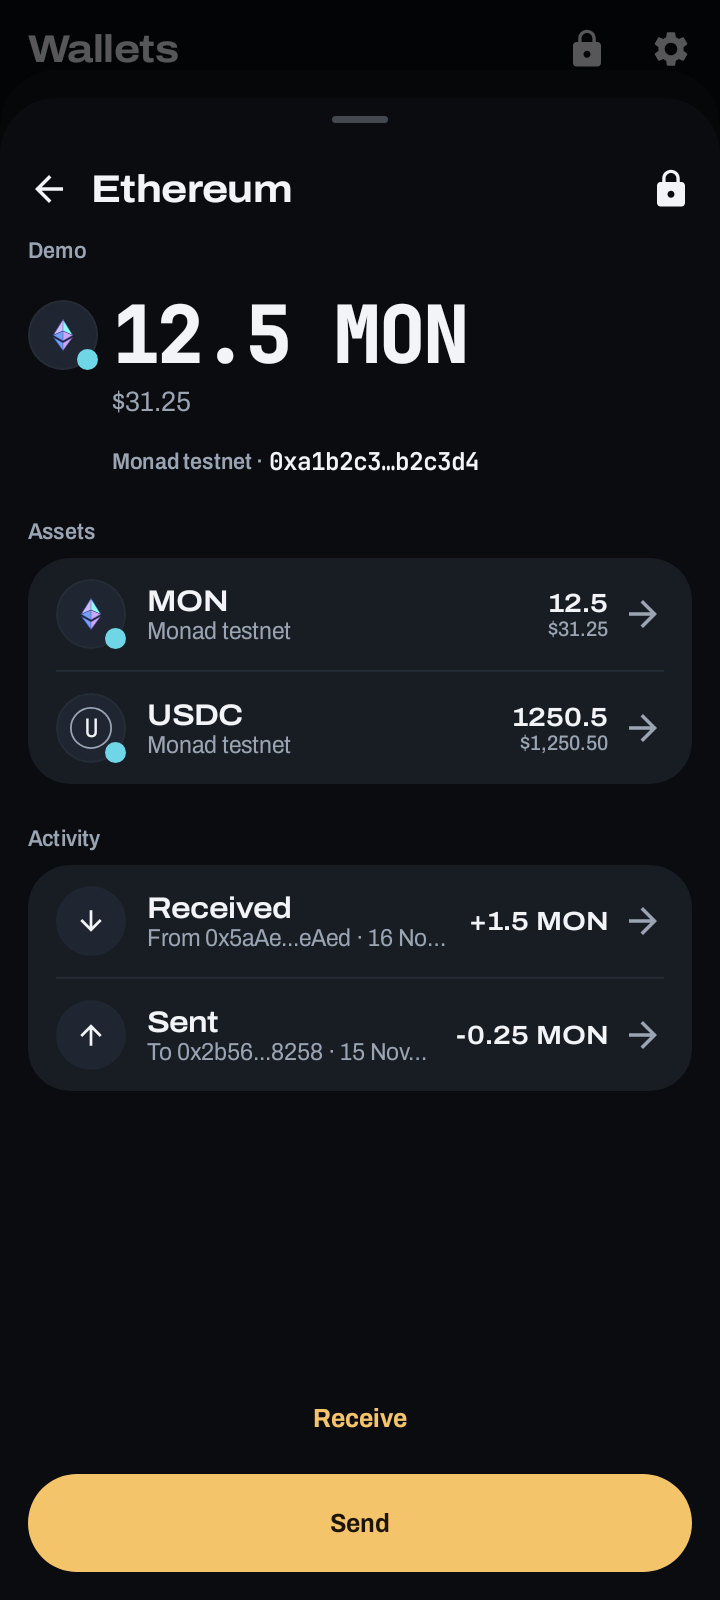 Wallets
Ethereum
Demo
12.5 MON
$31.25
Monad testnet · 0xa1b2c3…b2c3d4
Assets
MON
12.5
Monad testnet
$31.25
U
USDC
1250.5
Monad testnet
$1,250.50
Activity
Received
+1.5 MON
From 0x5aAe...eAed · 16 No...
Sent
-0.25 MON
To 0x2b56...8258 · 15 Nov...
Receive
Send